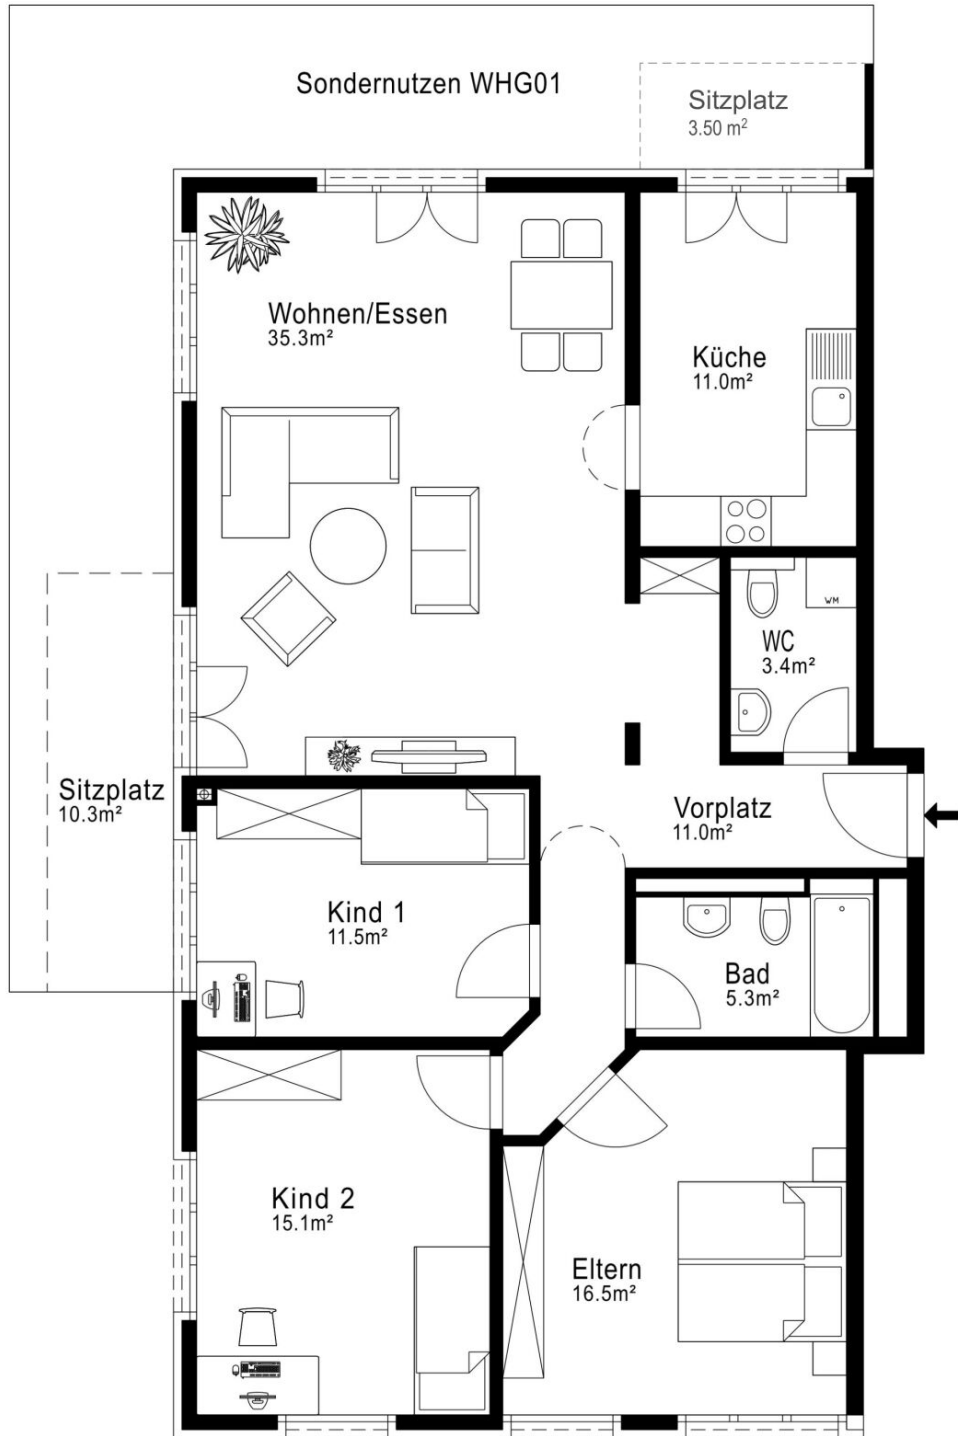 Sondernutzen WHG01
Sitzplatz
3.50 m²
Wohnen/Essen
35.3m²
Küche
11.0m²
WM
WC
3.4m²
Sitzplatz
10.3m²
Vorplatz
11.0m²
Kind 1
11.5m²
Bad
5.3m²
Kind 2
15.1m²
Eltern
16.5m²